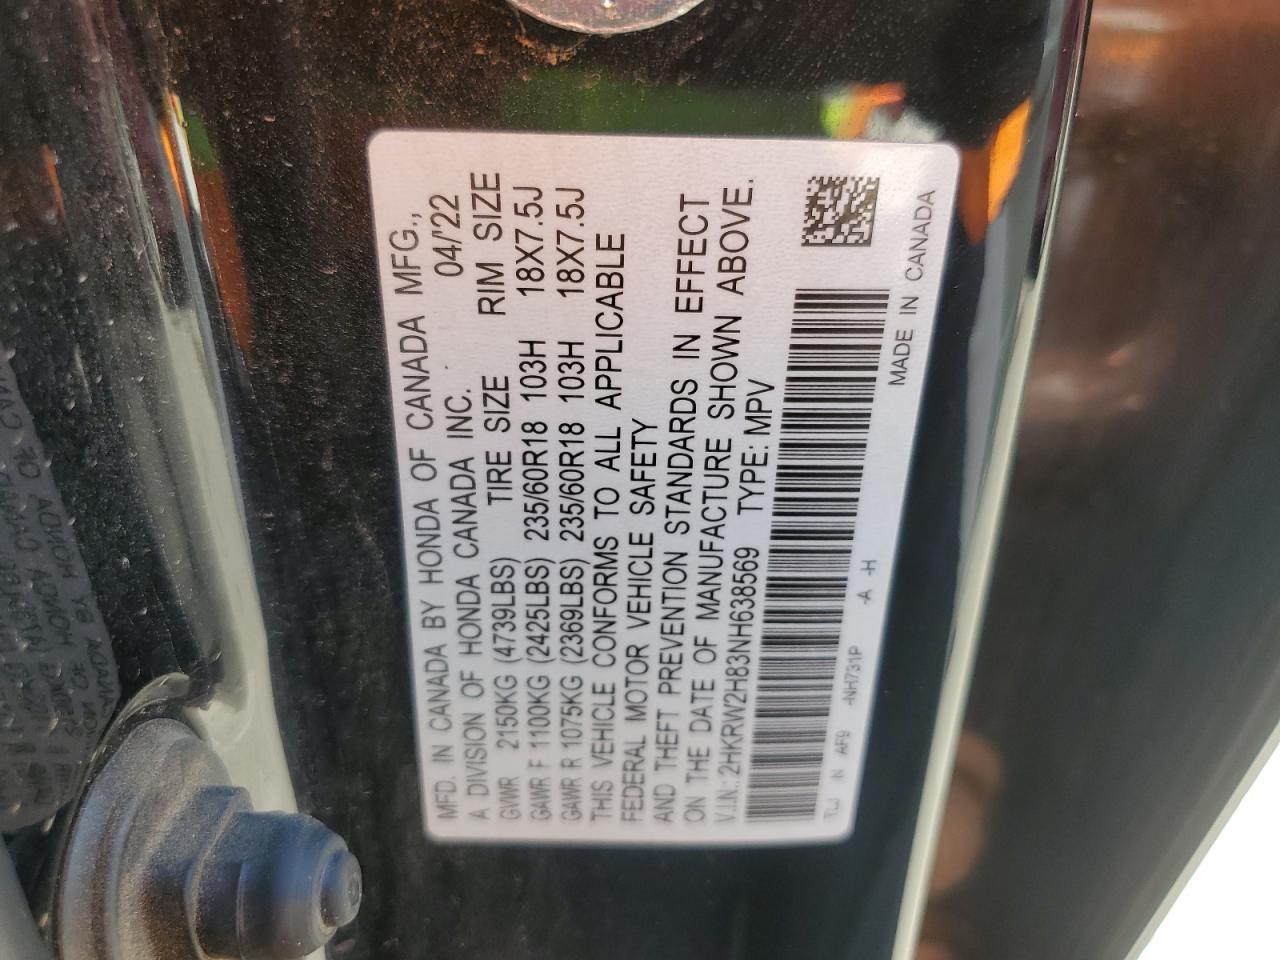 MFD. IN CANADA BY HONDA OF CANADA MFG.,
A DIVISION OF HONDA CANADA INC. 04/'22
GVWR 2150KG (4739LBS) TIRE SIZE RIM SIZE
GAWR F 1100KG (2425LBS) 235/60R18 103H 18X7.5J
GAWR R 1075KG (2369LBS) 235/60R18 103H 18X7.5J
THIS VEHICLE CONFORMS TO ALL APPLICABLE
FEDERAL MOTOR VEHICLE SAFETY
AND THEFT PREVENTION STANDARDS IN EFFECT
ON THE DATE OF MANUFACTURE SHOWN ABOVE.
V.I.N.: 2HKRW2H83NH638569 TYPE: MPV
N AF9 -NH731P -A -H
MADE IN CANADA